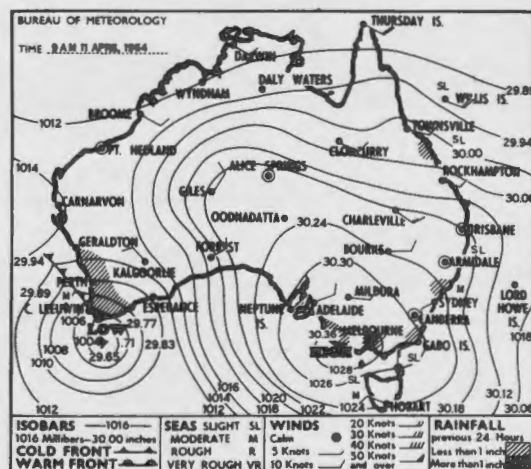 BUREAU OF METEOROLOGY
THURSDAY IS.
TIME 9 AM 11 APRIL, 1964
DARWIN
DALY WATERS
WYNDHAM
29.89
SL WILLIS IS.
BROOME
1012
TOWNSVILLE
29.94
SL
30.00
PT. HEDLAND
CLONCURRY
1014
ALICE SPRINGS
ROCKHAMPTON
GILES
30.06
CARNARVON
OODNADATTA
CHARLEVILLE
30.24
BRISBANE
GERALDTON
FORREST
BOURKE
SL
29.94
KALGOORLIE
30.30
ARMIDALE
PERTH
M
LORD
29.89
M
ESPERANCE
MILDURA
SYDNEY
HOWE
C. LEEUWIN
NEPTUNE
ADELAIDE
IS.
1006
IS.
CANBERRA
1018
LOW
29.77
30.36
MELBOURNE
1004
.71
29.83
GABO IS.
1008
29.65
1028
SL
1010
1016
1026
SL
1014
1020
M
30.12
30.06
1012
1012
1018
1022
1024
HOBART
30.18
ISOBARS —1016—
1016 Millibars-30.00 inches
COLD FRONT
WARM FRONT
SEAS SLIGHT SL
MODERATE M
ROUGH R
VERY ROUGH VR
WINDS
Calm
5 Knots
10 Knots
20 Knots
30 Knots
40 Knots
50 Knots
and over
RAINFALL
previous 24 Hours
Less than 1 inch
More than 1 inch